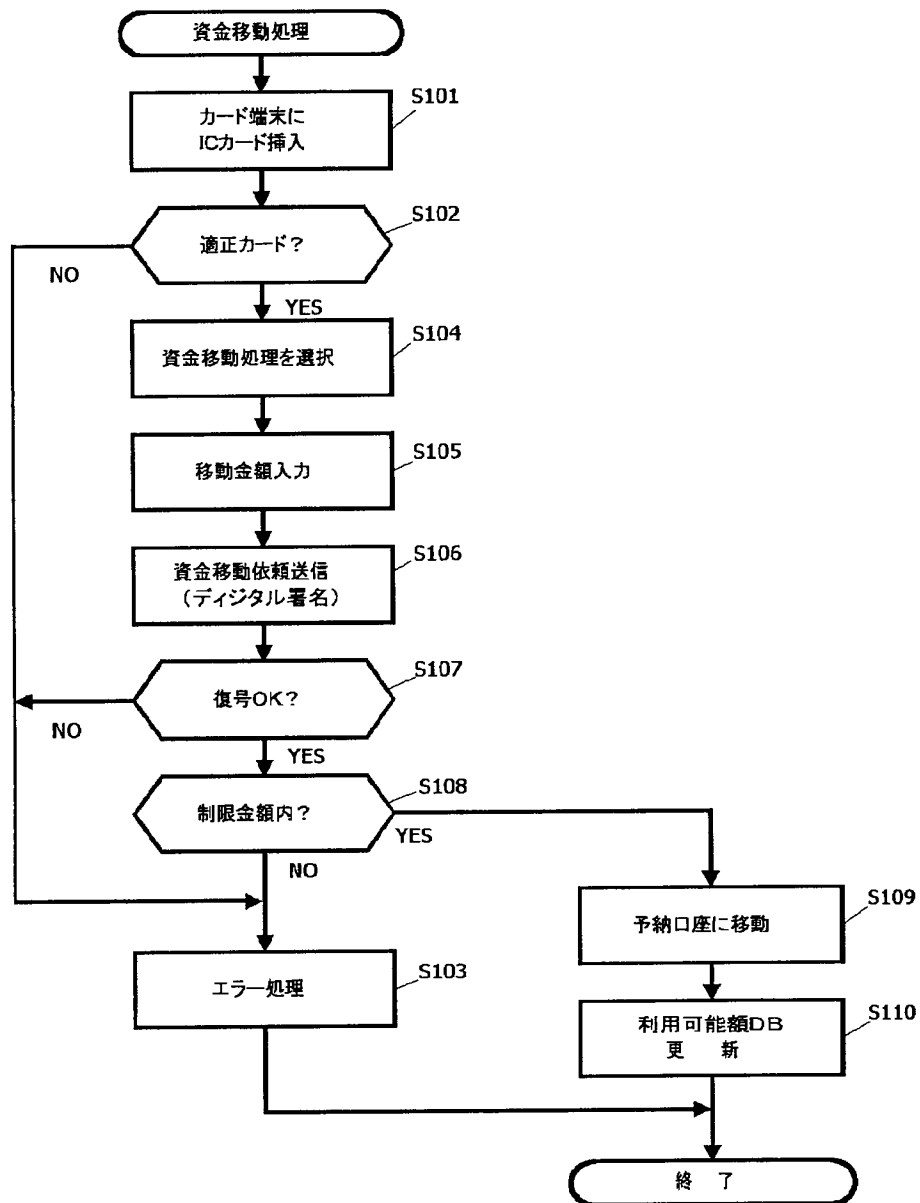 資金移動処理
S101
カード端末に
ICカード挿入
S102
適正カード?
NO
YES
S104
資金移動処理を選択
S105
移動金額入力
S106
資金移動依頼送信
(ディジタル署名)
S107
復号OK?
NO
YES
S108
制限金額内?
YES
NO
S109
予納口座に移動
S103
エラー処理
S110
利用可能額DB
更 新
終 了